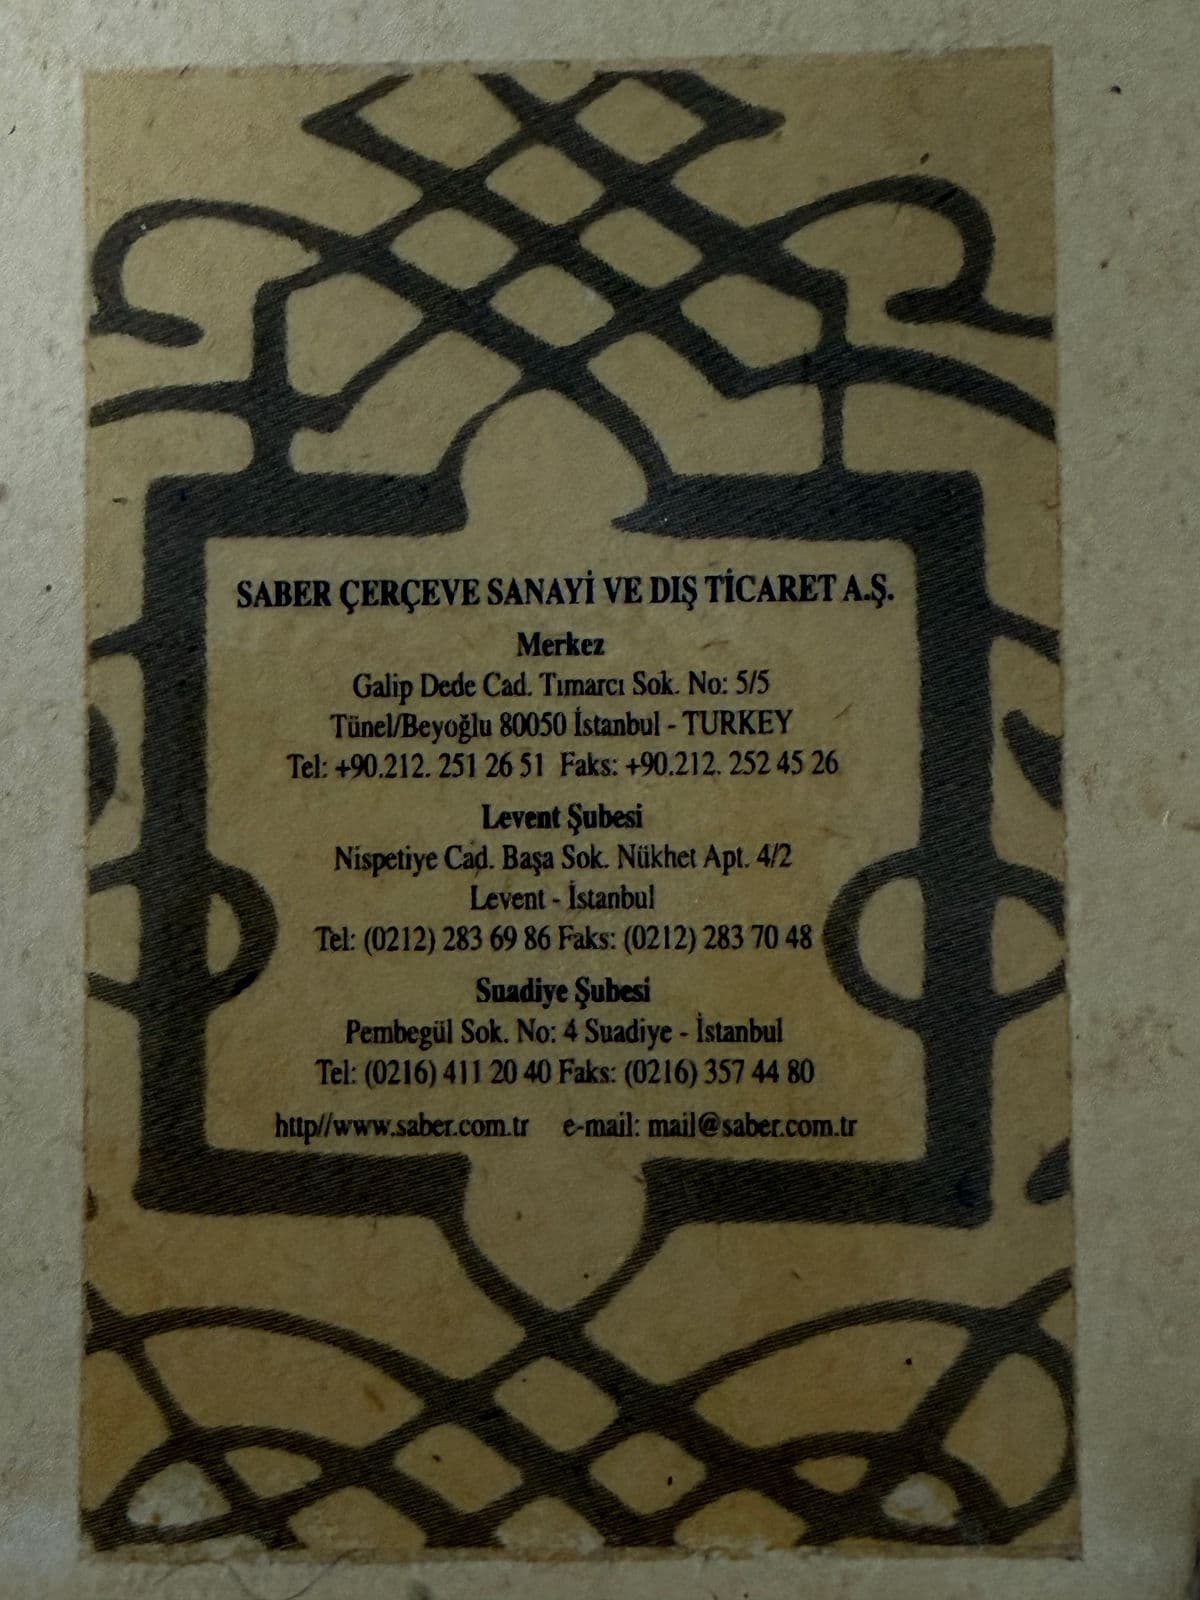 SABER ÇERÇEVE SANAYİ VE DIŞ TİCARET A.Ş.
Merkez
Galip Dede Cad. Tımarcı Sok. No: 5/5
Tünel/Beyoğlu 80050 İstanbul - TURKEY
Tel: +90.212. 251 26 51 Faks: +90.212. 252 45 26
Levent Şubesi
Nispetiye Cad. Başa Sok. Nükhet Apt. 4/2
Levent - İstanbul
Tel: (0212) 283 69 86 Faks: (0212) 283 70 48
Suadiye Şubesi
Pembegül Sok. No: 4 Suadiye - İstanbul
Tel: (0216) 411 20 40 Faks: (0216) 357 44 80
http//www.saber.com.tr e-mail: mail@saber.com.tr